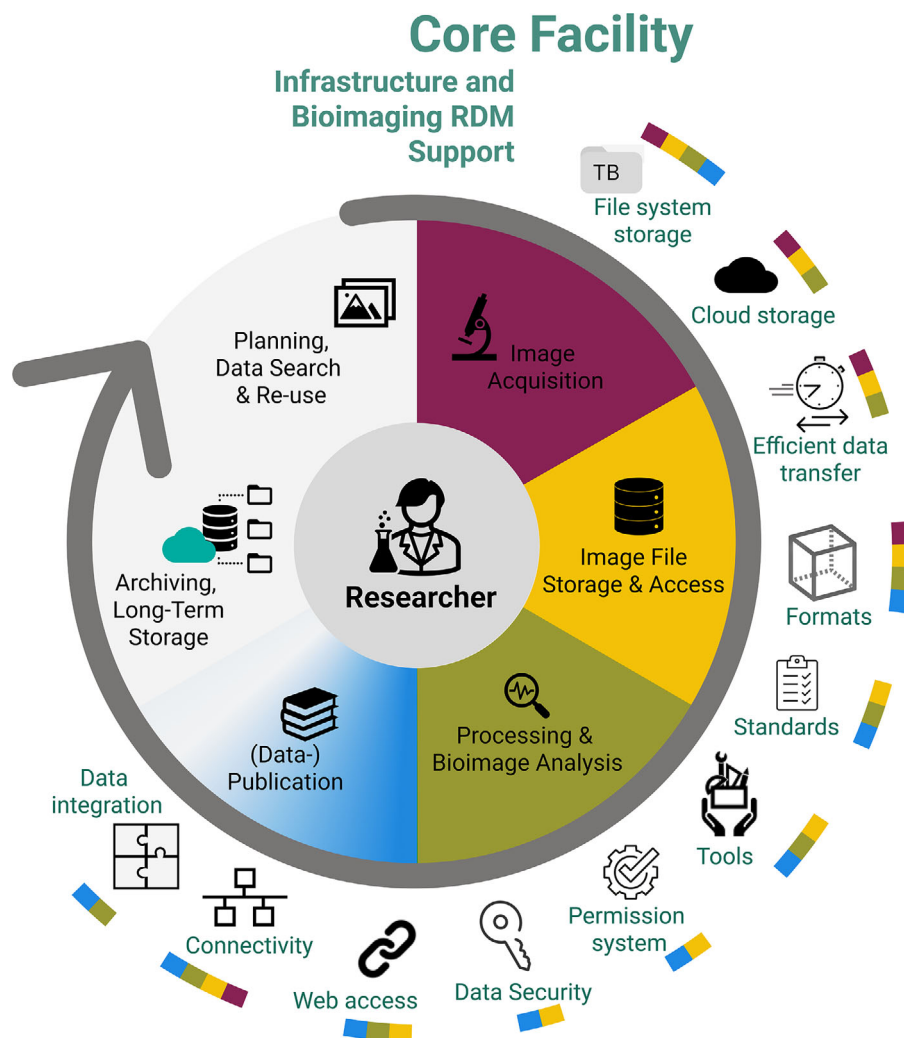 Core Facility
Infrastructure and
Bioimaging RDM
Support
TB
File system
storage
Cloud storage
Efficient data
transfer
Formats
Standards
Tools
Permission
system
Data Security
Web access
Connectivity
Data
integration
Planning,
Data Search
& Re-use
Image
Acquisition
Image File
Storage & Access
Processing &
Bioimage Analysis
(Data-)
Publication
Archiving,
Long-Term
Storage
Researcher